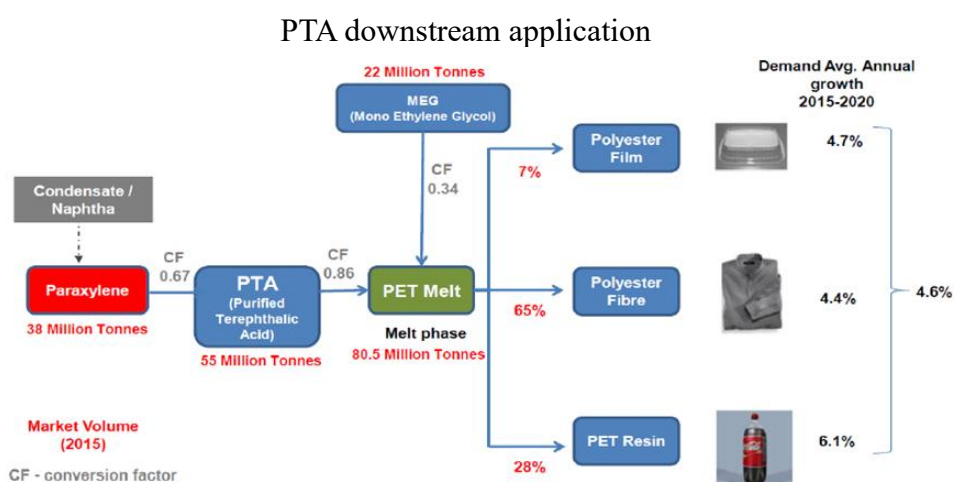 PTA downstream application
22 Million Tonnes
MEG
(Mono Ethylene Glycol)
Demand Avg. Annual
growth
2015-2020
Polyester
Film
4.7%
7%
CF
0.34
Condensate /
Naphtha
CF
0.67
CF
0.86
Paraxylene
38 Million Tonnes
PTA
(Purified
Terephthalic
Acid)
55 Million Tonnes
PET Melt
Melt phase
80.5 Million Tonnes
Polyester
Fibre
65%
4.4%
4.6%
PET Resin
28%
6.1%
Market Volume
(2015)
CF - conversion factor